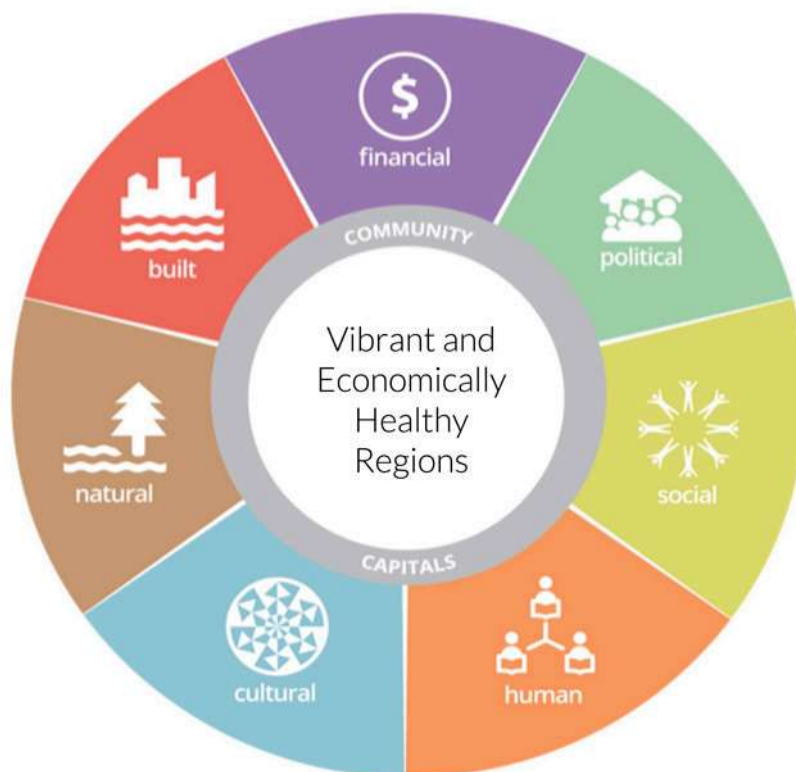 $
financial
political
social
human
cultural
natural
built
COMMUNITY
Vibrant and
Economically
Healthy
Regions
CAPITALS